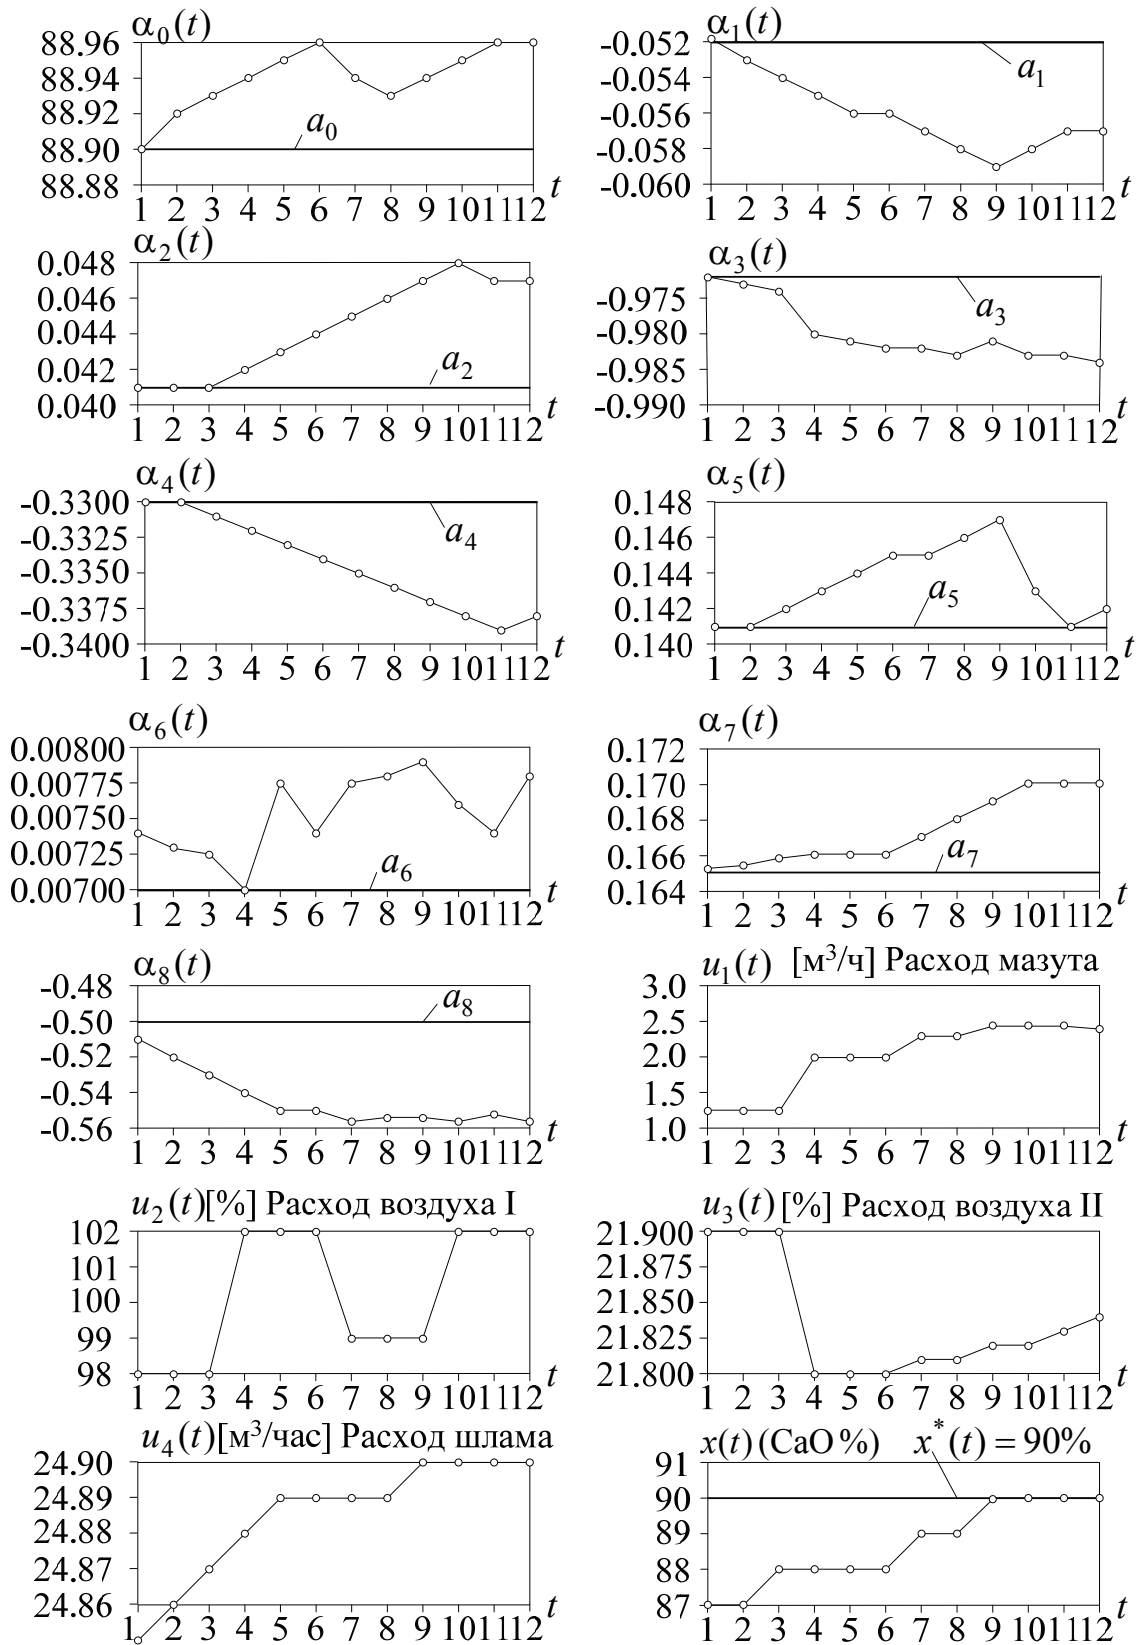 α₀(t)
88.96
88.94
88.92
88.90
88.88
a₀
1 2 3 4 5 6 7 8 9 10 11 12 t
α₁(t)
-0.052
-0.054
-0.056
-0.058
-0.060
a₁
1 2 3 4 5 6 7 8 9 10 11 12 t
α₂(t)
0.048
0.046
0.044
0.042
0.040
a₂
1 2 3 4 5 6 7 8 9 10 11 12 t
α₃(t)
-0.975
-0.980
-0.985
-0.990
a₃
1 2 3 4 5 6 7 8 9 10 11 12 t
α₄(t)
-0.3300
-0.3325
-0.3350
-0.3375
-0.3400
a₄
1 2 3 4 5 6 7 8 9 10 11 12 t
α₅(t)
0.148
0.146
0.144
0.142
0.140
a₅
1 2 3 4 5 6 7 8 9 10 11 12 t
α₆(t)
0.00800
0.00775
0.00750
0.00725
0.00700
a₆
1 2 3 4 5 6 7 8 9 10 11 12 t
α₇(t)
0.172
0.170
0.168
0.166
0.164
a₇
1 2 3 4 5 6 7 8 9 10 11 12 t
α₈(t)
-0.48
-0.50
-0.52
-0.54
-0.56
a₈
1 2 3 4 5 6 7 8 9 10 11 12 t
u₁(t) [м³/ч] Расход мазута
3.0
2.5
2.0
1.5
1.0
1 2 3 4 5 6 7 8 9 10 11 12 t
u₂(t)[%] Расход воздуха I
102
101
100
99
98
1 2 3 4 5 6 7 8 9 10 11 12 t
u₃(t) [%] Расход воздуха II
21.900
21.875
21.850
21.825
21.800
1 2 3 4 5 6 7 8 9 10 11 12 t
u₄(t)[м³/час] Расход шлама
24.90
24.89
24.88
24.87
24.86
1 2 3 4 5 6 7 8 9 10 11 12 t
x(t) (CaO %) x*(t) = 90%
91
90
89
88
87
1 2 3 4 5 6 7 8 9 10 11 12 t